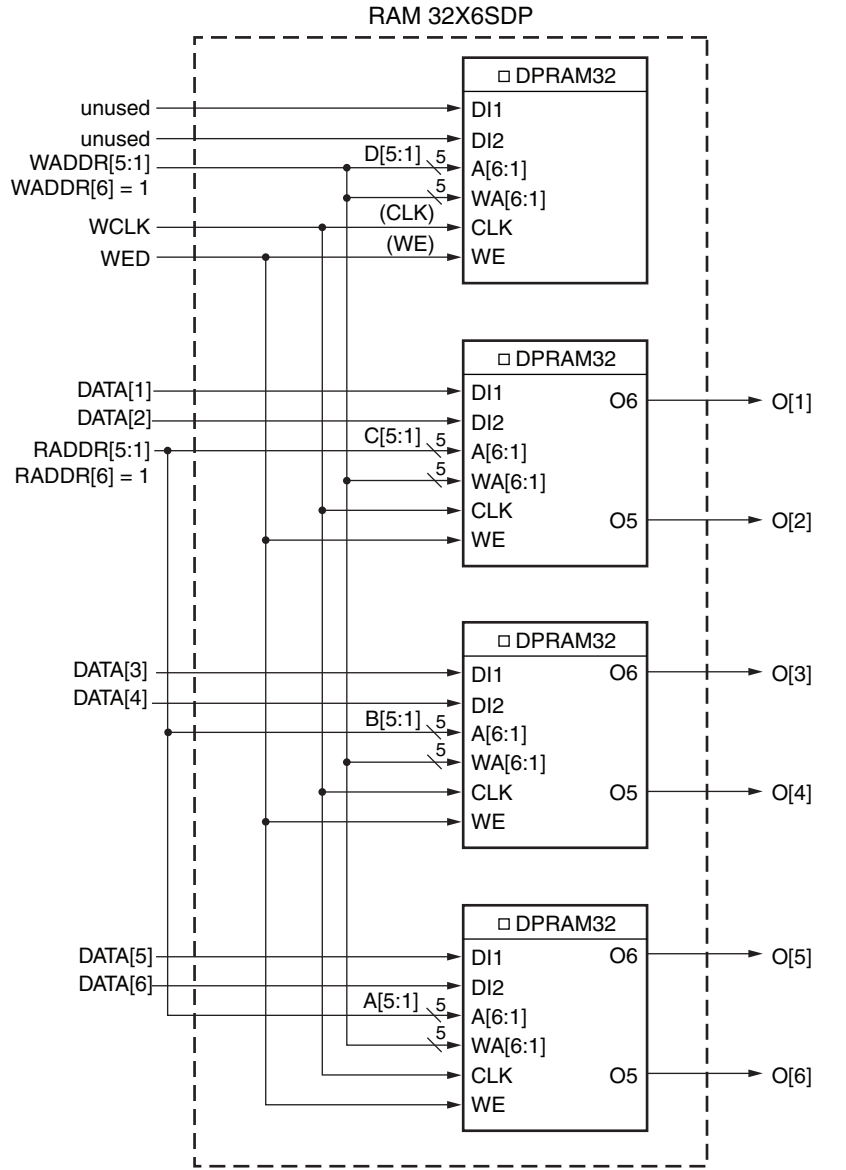 RAM 32X6SDP
DPRAM32
unused
DI1
unused
DI2
WADDR[5:1]
D[5:1]
5
A[6:1]
WADDR[6] = 1
5
WA[6:1]
WCLK
(CLK)
CLK
WED
(WE)
WE
DPRAM32
DATA[1]
DI1
O6
O[1]
DATA[2]
DI2
RADDR[5:1]
C[5:1]
5
A[6:1]
RADDR[6] = 1
5
WA[6:1]
CLK
O5
O[2]
WE
DPRAM32
DATA[3]
DI1
O6
O[3]
DATA[4]
DI2
B[5:1]
5
A[6:1]
5
WA[6:1]
CLK
O5
O[4]
WE
DPRAM32
DATA[5]
DI1
O6
O[5]
DATA[6]
DI2
A[5:1]
5
A[6:1]
5
WA[6:1]
CLK
O5
O[6]
WE